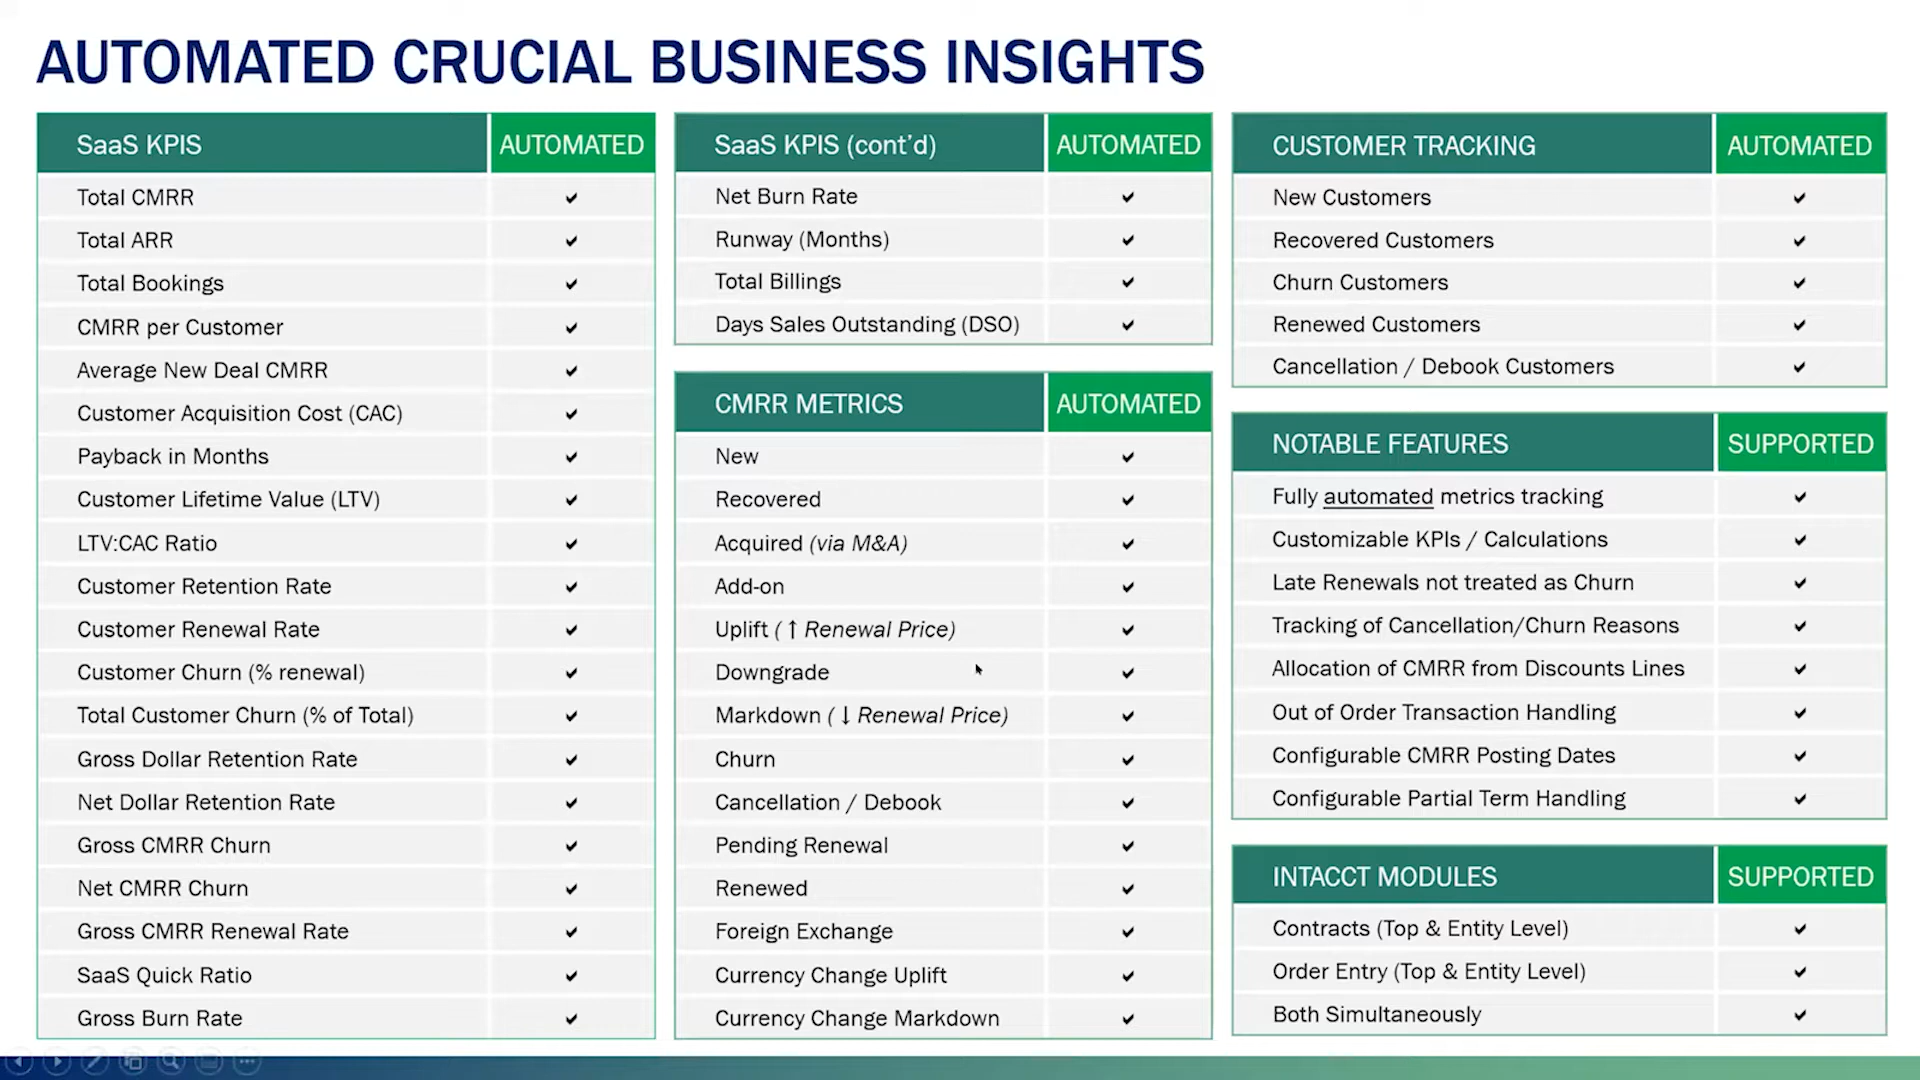 AUTOMATED CRUCIAL BUSINESS INSIGHTS
SaaS KPIS AUTOMATED
Total CMRR ✔
Total ARR ✔
Total Bookings ✔
CMRR per Customer ✔
Average New Deal CMRR ✔
Customer Acquisition Cost (CAC) ✔
Payback in Months ✔
Customer Lifetime Value (LTV) ✔
LTV:CAC Ratio ✔
Customer Retention Rate ✔
Customer Renewal Rate ✔
Customer Churn (% renewal) ✔
Total Customer Churn (% of Total) ✔
Gross Dollar Retention Rate ✔
Net Dollar Retention Rate ✔
Gross CMRR Churn ✔
Net CMRR Churn ✔
Gross CMRR Renewal Rate ✔
SaaS Quick Ratio ✔
Gross Burn Rate ✔
SaaS KPIS (cont’d) AUTOMATED
Net Burn Rate ✔
Runway (Months) ✔
Total Billings ✔
Days Sales Outstanding (DSO) ✔
CMRR METRICS AUTOMATED
New ✔
Recovered ✔
Acquired (via M&A) ✔
Add-on ✔
Uplift (↑ Renewal Price) ✔
Downgrade ✔
Markdown (↓ Renewal Price) ✔
Churn ✔
Cancellation / Debook ✔
Pending Renewal ✔
Renewed ✔
Foreign Exchange ✔
Currency Change Uplift ✔
Currency Change Markdown ✔
CUSTOMER TRACKING AUTOMATED
New Customers ✔
Recovered Customers ✔
Churn Customers ✔
Renewed Customers ✔
Cancellation / Debook Customers ✔
NOTABLE FEATURES SUPPORTED
Fully automated metrics tracking ✔
Customizable KPIs / Calculations ✔
Late Renewals not treated as Churn ✔
Tracking of Cancellation/Churn Reasons ✔
Allocation of CMRR from Discounts Lines ✔
Out of Order Transaction Handling ✔
Configurable CMRR Posting Dates ✔
Configurable Partial Term Handling ✔
INTACCT MODULES SUPPORTED
Contracts (Top & Entity Level) ✔
Order Entry (Top & Entity Level) ✔
Both Simultaneously ✔